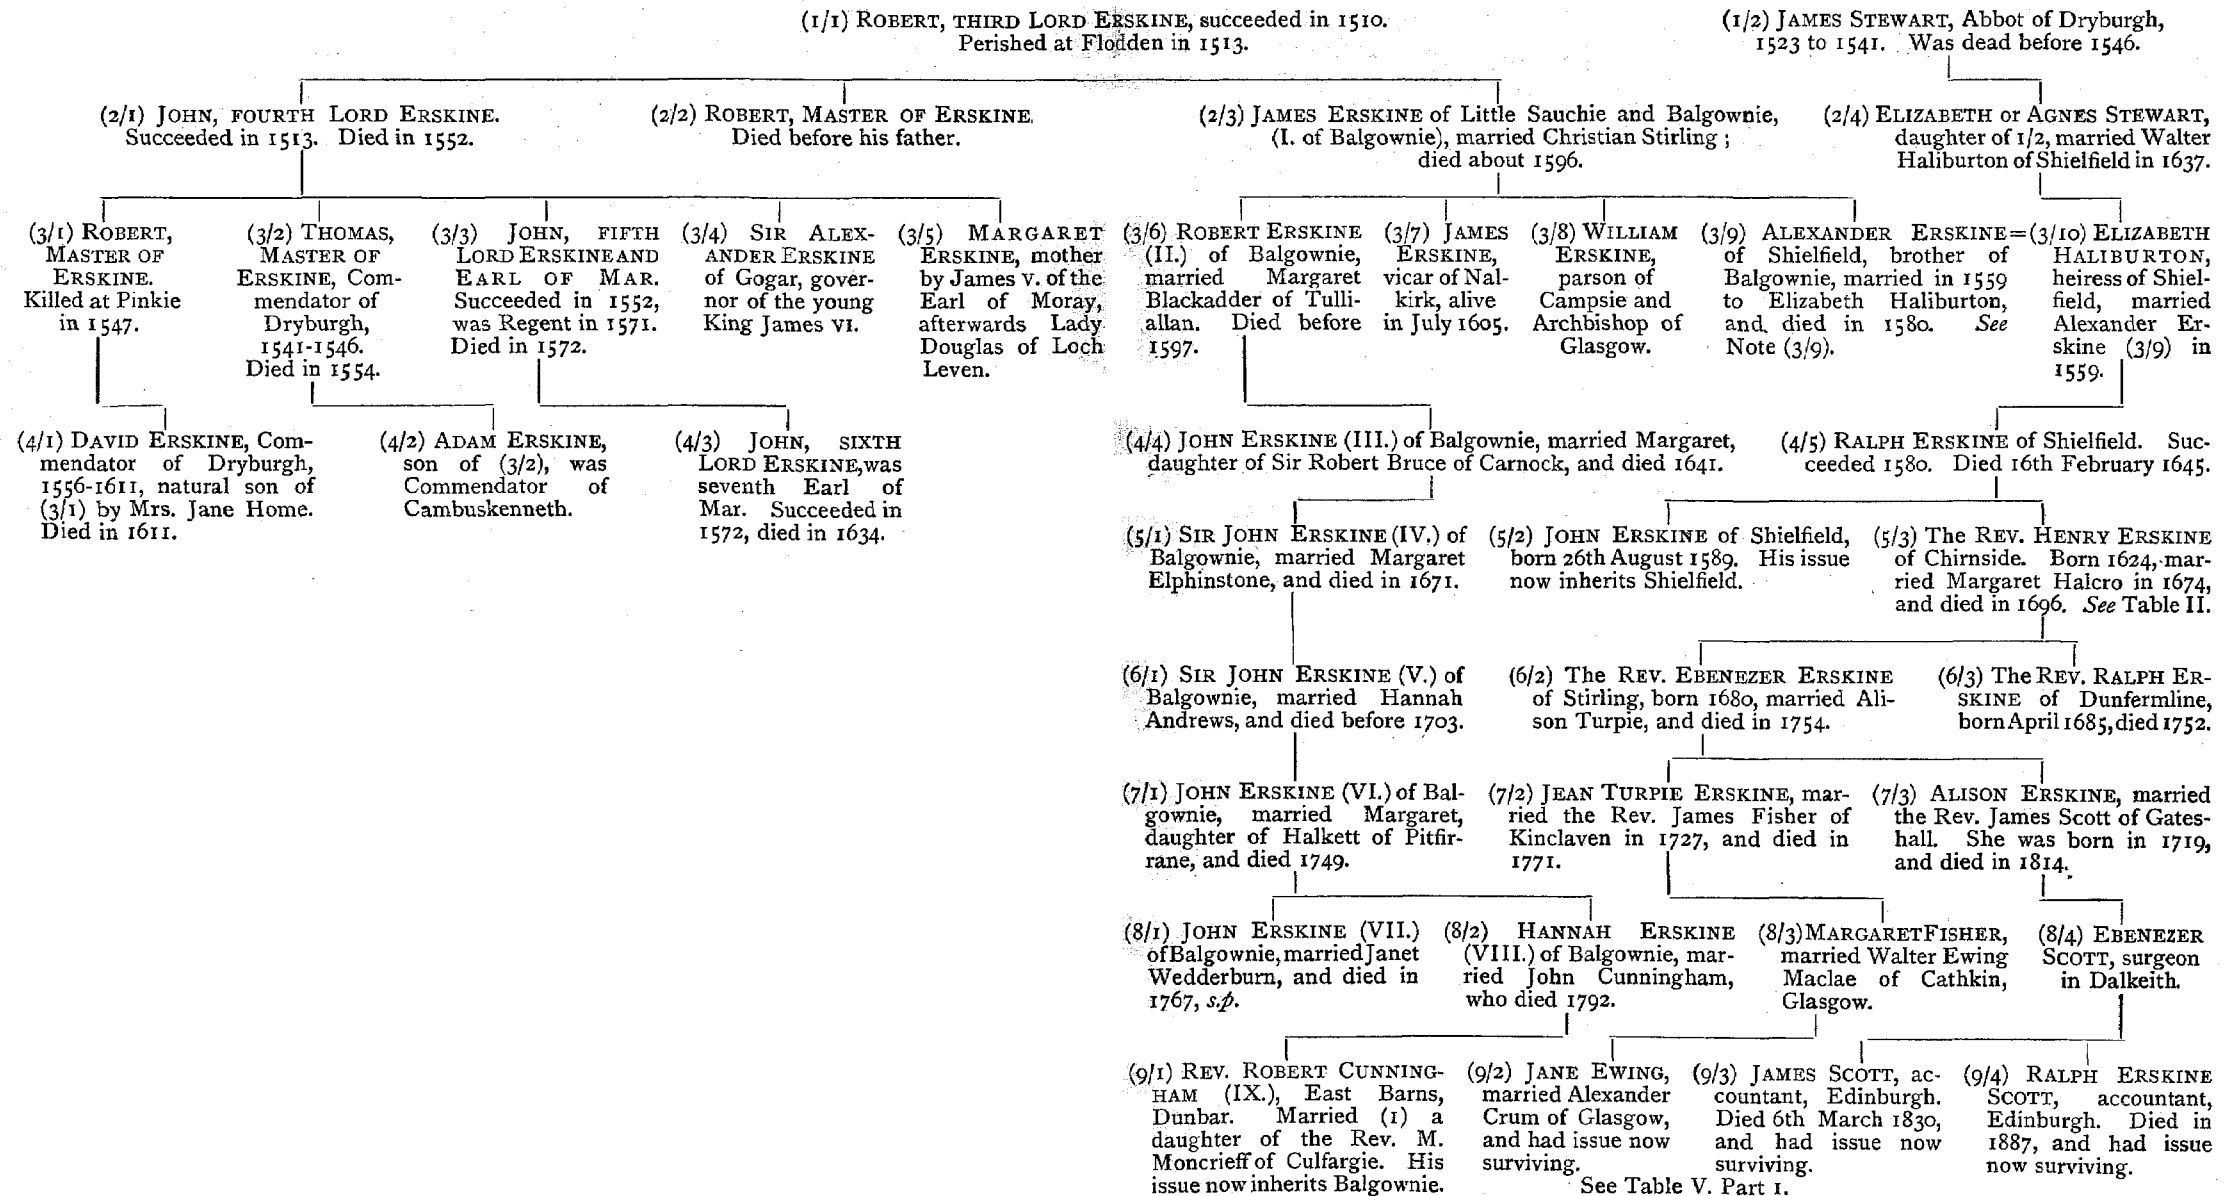 (1/1) ROBERT, THIRD LORD ERSKINE, succeeded in 1510.
Perished at Flodden in 1513.
(1/2) JAMES STEWART, Abbot of Dryburgh,
1523 to 1541. Was dead before 1546.
(2/1) JOHN, FOURTH LORD ERSKINE.
Succeeded in 1513. Died in 1552.
(2/2) ROBERT, MASTER OF ERSKINE.
Died before his father.
(2/3) JAMES ERSKINE of Little Sauchie and Balgownie,
(I. of Balgownie), married Christian Stirling ;
died about 1596.
(2/4) ELIZABETH or AGNES STEWART,
daughter of 1/2, married Walter
Haliburton of Shielfield in 1637.
(3/1) ROBERT,
MASTER OF
ERSKINE.
Killed at Pinkie
in 1547.
(3/2) THOMAS,
MASTER OF
ERSKINE, Com-
mendator of
Dryburgh,
1541-1546.
Died in 1554.
(3/3) JOHN, FIFTH
LORD ERSKINE AND
EARL OF MAR.
Succeeded in 1552,
was Regent in 1571.
Died in 1572.
(3/4) SIR ALEX-
ANDER ERSKINE
of Gogar, gover-
nor of the young
King James VI.
(3/5) MARGARET
ERSKINE, mother
by James V. of the
Earl of Moray,
afterwards Lady
Douglas of Loch
Leven.
(3/6) ROBERT ERSKINE
(II.) of Balgownie,
married Margaret
Blackadder of Tulli-
allan. Died before
1597.
(3/7) JAMES
ERSKINE,
vicar of Nal-
kirk, alive
in July 1605.
(3/8) WILLIAM
ERSKINE,
parson of
Campsie and
Archbishop of
Glasgow.
(3/9) ALEXANDER ERSKINE=
of Shielfield, brother of
Balgownie, married in 1559
to Elizabeth Haliburton,
and died in 1580. See
Note (3/9).
(3/10) ELIZABETH
HALIBURTON,
heiress of Shiel-
field, married
Alexander Er-
skine (3/9) in
1559.
(4/1) DAVID ERSKINE, Com-
mendator of Dryburgh,
1556-1611, natural son of
(3/1) by Mrs. Jane Home.
Died in 1611.
(4/2) ADAM ERSKINE,
son of (3/2), was
Commendator of
Cambuskenneth.
(4/3) JOHN, SIXTH
LORD ERSKINE, was
seventh Earl of
Mar. Succeeded in
1572, died in 1634.
(4/4) JOHN ERSKINE (III.) of Balgownie, married Margaret,
daughter of Sir Robert Bruce of Carnock, and died 1641.
(4/5) RALPH ERSKINE of Shielfield. Suc-
ceeded 1580. Died 16th February 1645.
(5/1) SIR JOHN ERSKINE (IV.) of
Balgownie, married Margaret
Elphinstone, and died in 1671.
(5/2) JOHN ERSKINE of Shielfield,
born 26th August 1589. His issue
now inherits Shielfield.
(5/3) The REV. HENRY ERSKINE
of Chirnside. Born 1624, mar-
ried Margaret Halcro in 1674,
and died in 1696. See Table II.
(6/1) SIR JOHN ERSKINE (V.) of
Balgownie, married Hannah
Andrews, and died before 1703.
(6/2) The REV. EBENEZER ERSKINE
of Stirling, born 1680, married Ali-
son Turpie, and died in 1754.
(6/3) The REV. RALPH ER-
SKINE of Dunfermline,
born April 1685, died 1752.
(7/1) JOHN ERSKINE (VI.) of Bal-
gownie, married Margaret,
daughter of Halkett of Pitfir-
rane, and died 1749.
(7/2) JEAN TURPIE ERSKINE, mar-
ried the Rev. James Fisher of
Kinclaven in 1727, and died in
1771.
(7/3) ALISON ERSKINE, married
the Rev. James Scott of Gates-
hall. She was born in 1719,
and died in 1814.
(8/1) JOHN ERSKINE (VII.)
of Balgownie, married Janet
Wedderburn, and died in
1767, s.p.
(8/2) HANNAH ERSKINE
(VIII.) of Balgownie, mar-
ried John Cunningham,
who died 1792.
(8/3) MARGARET FISHER,
married Walter Ewing
Maclae of Cathkin,
Glasgow.
(8/4) EBENEZER
SCOTT, surgeon
in Dalkeith.
(9/1) REV. ROBERT CUNNING-
HAM (IX.), East Barns,
Dunbar. Married (1) a
daughter of the Rev. M.
Moncrieff of Culfargie. His
issue now inherits Balgownie.
(9/2) JANE EWING,
married Alexander
Crum of Glasgow,
and had issue now
surviving.
(9/3) JAMES SCOTT, ac-
countant, Edinburgh.
Died 6th March 1830,
and had issue now
surviving.
(9/4) RALPH ERSKINE
SCOTT, accountant,
Edinburgh. Died in
1887, and had issue
now surviving.
See Table V. Part 1.